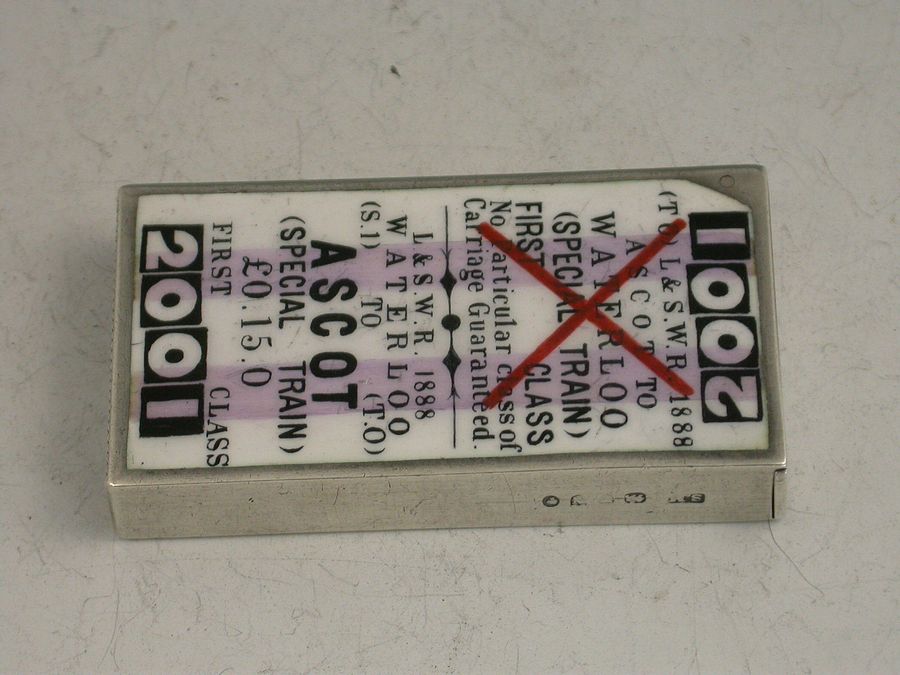 2001
(T.O) L & S.W.R 1888
ASCOT TO
WATERLOO
(SPECIAL TRAIN)
FIRST CLASS
No Particular Class of
Carriage Guaranteed.
L & S.W.R. 1888
WATERLOO
(S.1) TO (T.O)
ASCOT
(SPECIAL TRAIN)
£0.15.0
FIRST CLASS
2001